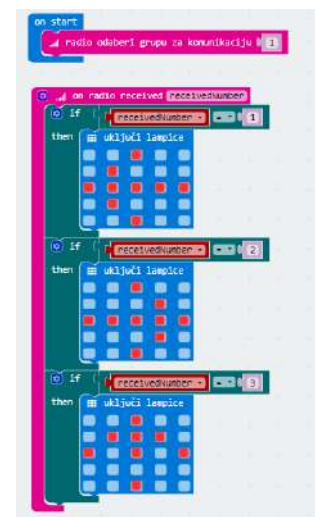 on start
radio odaberi grupu za komunikaciju 1
on radio received receivedNumber
if receivedNumber = 1
then uključi lampice
if receivedNumber = 2
then uključi lampice
if receivedNumber = 3
then uključi lampice